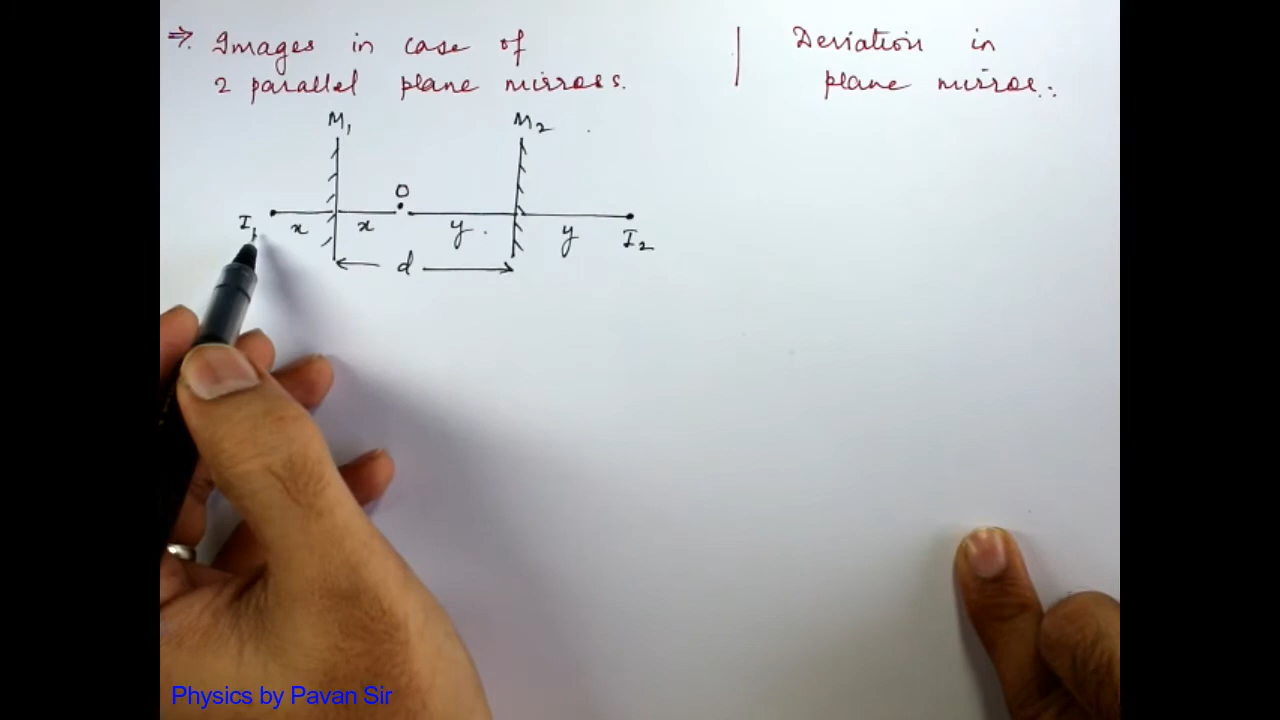 ⇒. Images in case of
2 parallel plane mirrors.
Deviation in
plane mirror.:
M1 M2
O
I1 x x y y I2
d
Physics by Pavan Sir